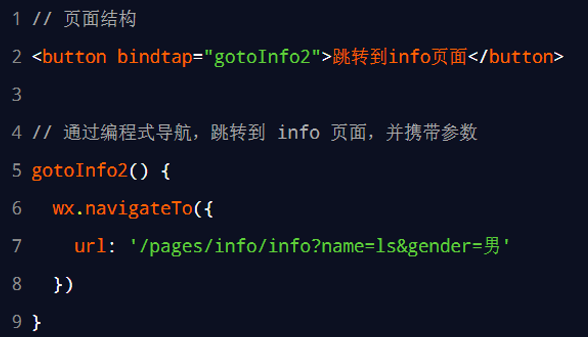 1 // 页面结构
2 <button bindtap="gotoInfo2">跳转到info页面</button>
3
4 // 通过编程式导航，跳转到 info 页面，并携带参数
5 gotoInfo2() {
6   wx.navigateTo({
7     url: '/pages/info/info?name=ls&gender=男'
8   })
9 }